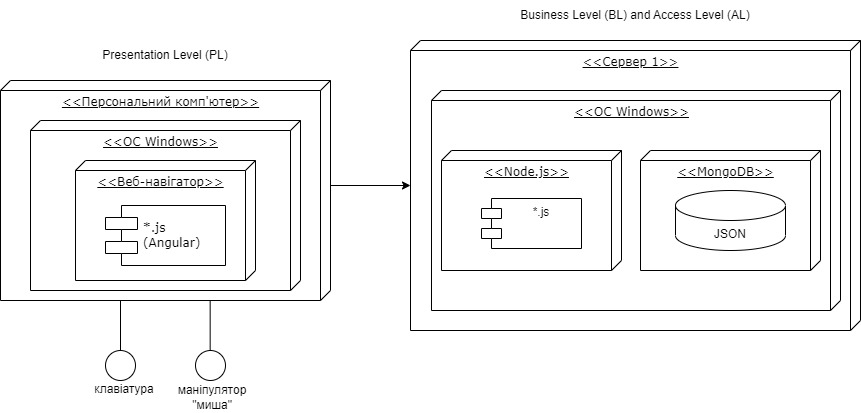 Business Level (BL) and Access Level (AL)
Presentation Level (PL)
<<Сервер 1>>
<<Персональний комп'ютер>>
<<ОС Windows>>
<<ОС Windows>>
<<Веб-навігатор>>
<<Node.js>>
<<MongoDB>>
*.js
(Angular)
*.js
JSON
клавіатура
маніпулятор
"миша"